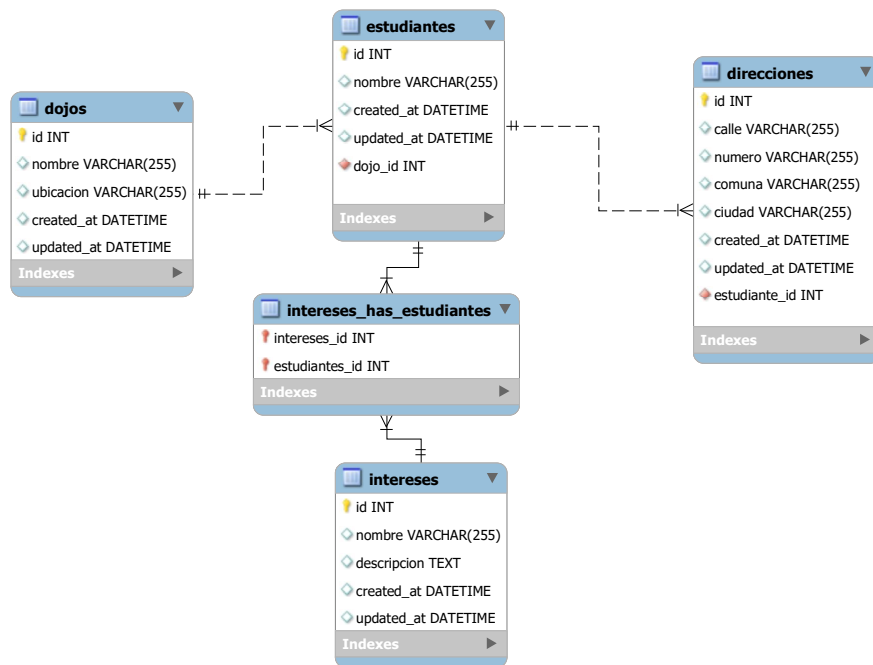 estudiantes
id INT
nombre VARCHAR(255)
created_at DATETIME
updated_at DATETIME
dojo_id INT
Indexes
direcciones
id INT
calle VARCHAR(255)
numero VARCHAR(255)
comuna VARCHAR(255)
ciudad VARCHAR(255)
created_at DATETIME
updated_at DATETIME
estudiante_id INT
Indexes
dojos
id INT
nombre VARCHAR(255)
ubicacion VARCHAR(255)
created_at DATETIME
updated_at DATETIME
Indexes
intereses_has_estudiantes
intereses_id INT
estudiantes_id INT
Indexes
intereses
id INT
nombre VARCHAR(255)
descripcion TEXT
created_at DATETIME
updated_at DATETIME
Indexes